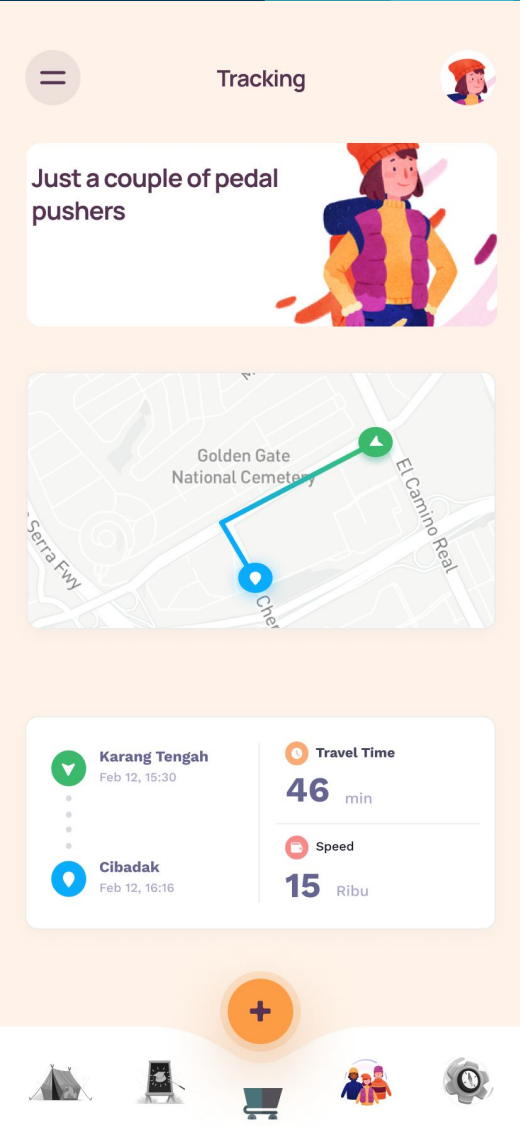 Tracking
Just a couple of pedal
pushers
Golden Gate
National Cemetery
El Camino Real
Serra Fwy
Karang Tengah
Feb 12, 15:30
Cibadak
Feb 12, 16:16
Travel Time
46 min
Speed
15 Ribu